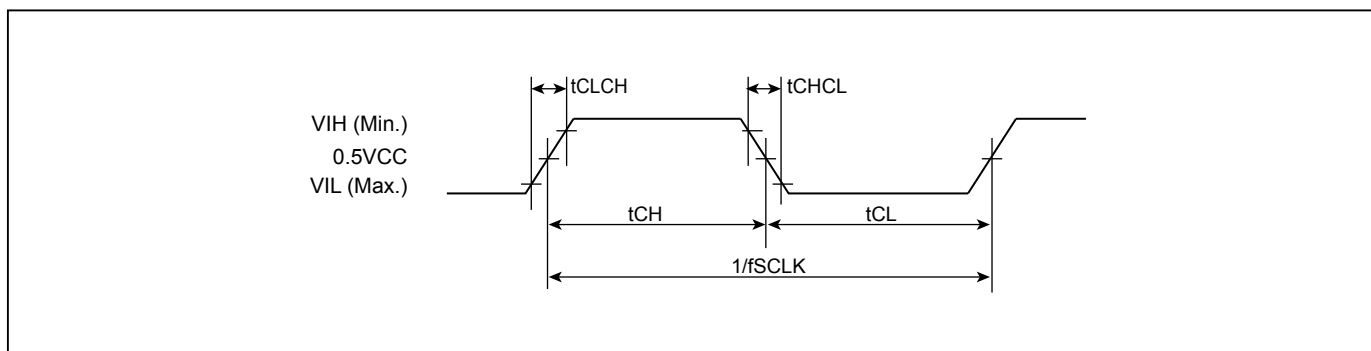 tCLCH
tCHCL
VIH (Min.)
0.5VCC
VIL (Max.)
tCH
tCL
1/fSCLK